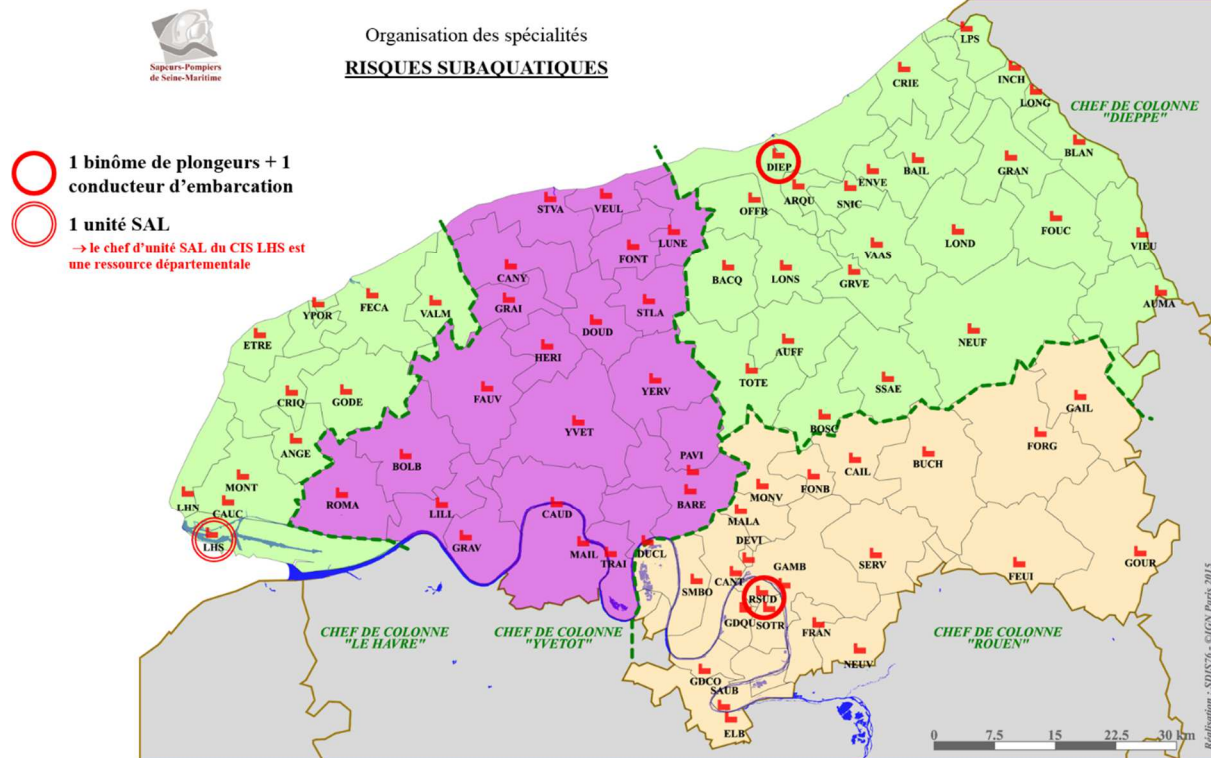 Sapeurs-Pompiers
de Seine-Maritime
Organisation des spécialités
RISQUES SUBAQUATIQUES
1 binôme de plongeurs + 1
conducteur d'embarcation
1 unité SAL
→ le chef d'unité SAL du CIS LHS est
une ressource départementale
LPS
INCH
CRIE
LONG
CHEF DE COLONNE
"DIEPPE"
BLAN
DIEP
ENVE
BAIL
GRAN
ARQU
SNIC
OFFR
STVA
VEUL
LUNE
FONT
LOND
FOUC
VIEU
VAAS
CANY
BACQ
LONS
GRVE
AUMA
YPOR
FECA
VALM
GRAI
STLA
DOUD
ETRE
HERI
AUFF
NEUF
TOTE
SSAE
CRIQ
GODE
FAUV
YERV
GAIL
YVET
BOSC
FORG
ANGE
BOLB
PAVI
CAIL
BUCH
MONT
FONB
LHN
CAUC
ROMA
LILL
CAUD
BARE
MONV
MALA
LHS
GRAV
MAIL
TRAI
DUCL
DEVI
GAMB
SERV
FEUI
GOUR
SMBO
CANT
RSUD
GDQU
SOTR
FRAN
NEUV
CHEF DE COLONNE
"LE HAVRE"
CHEF DE COLONNE
"YVETOT"
CHEF DE COLONNE
"ROUEN"
GDCO
SAUB
ELB
0 7.5 15 22.5 30 km
Réalisation : SDIS76 - ©IGN Paris 2015